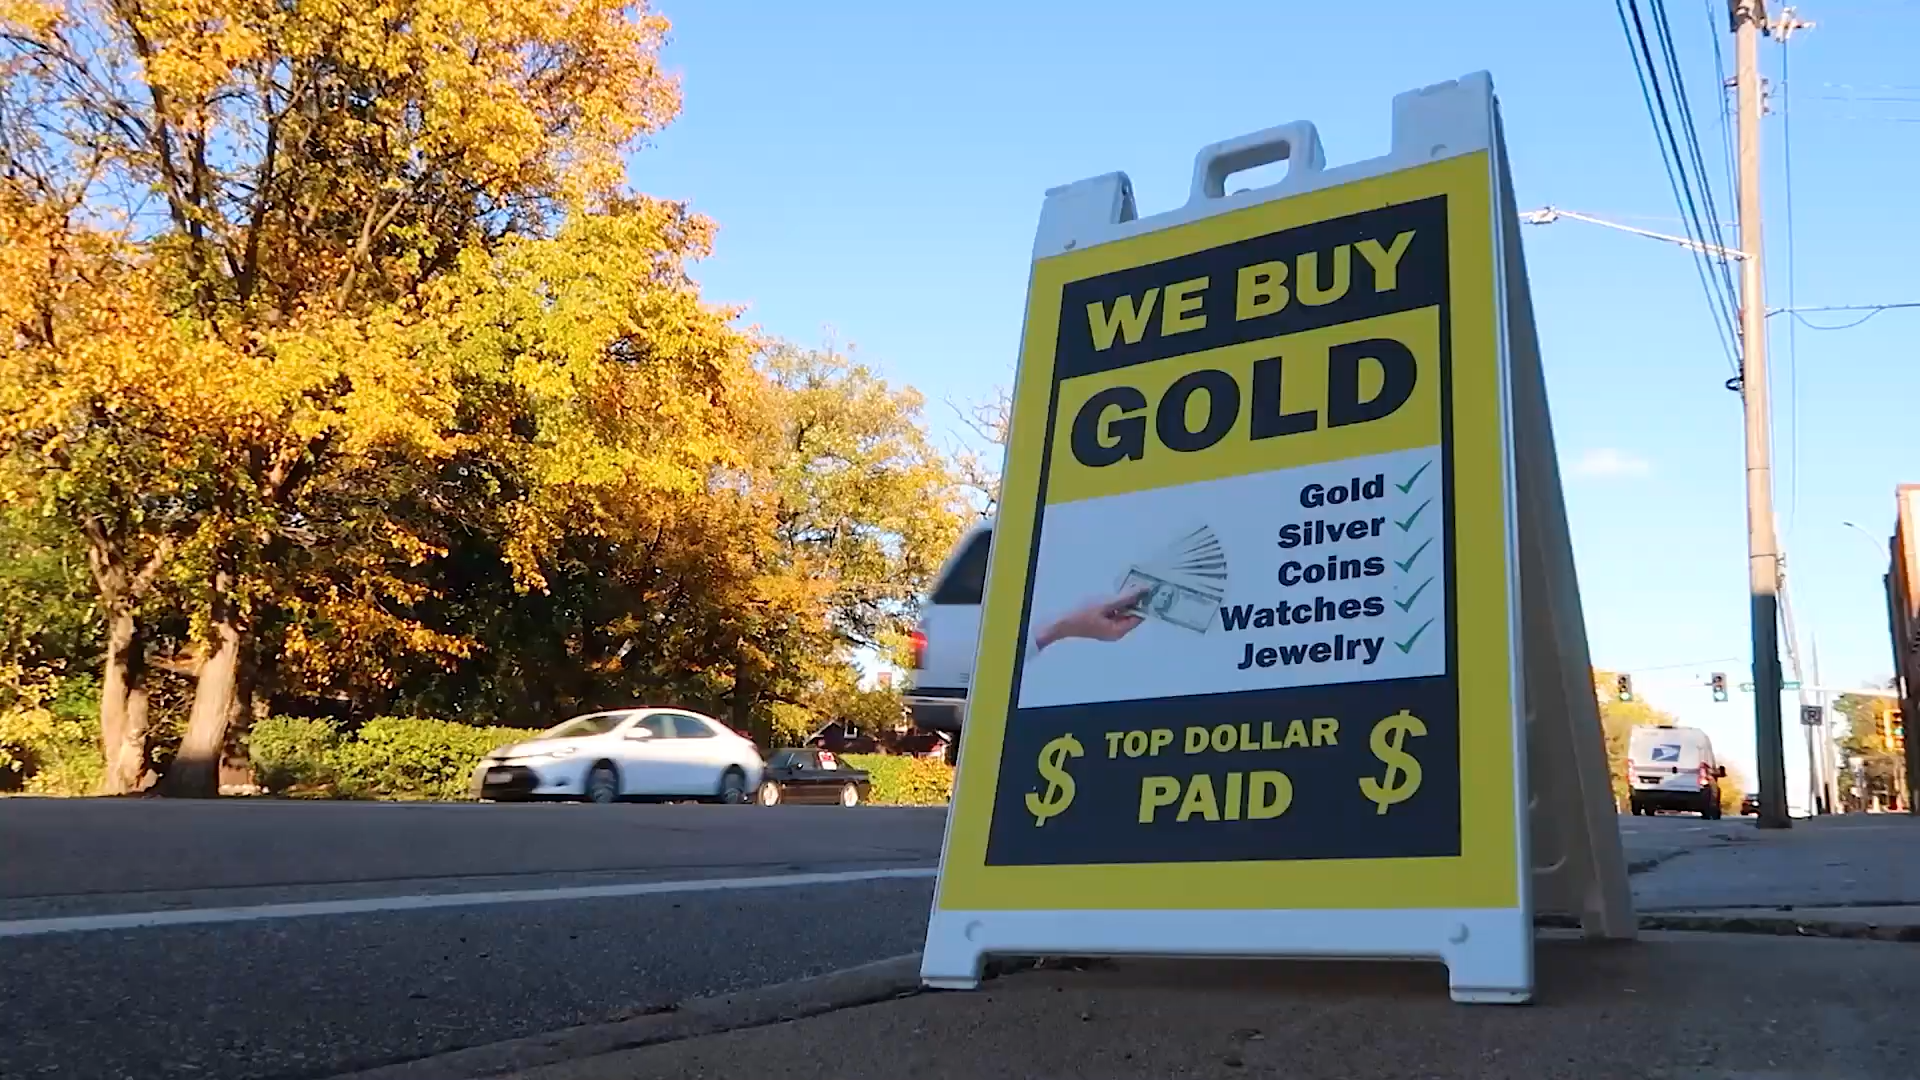 WE BUY
GOLD
Gold
Silver
Coins
Watches
Jewelry
$ TOP DOLLAR $
PAID